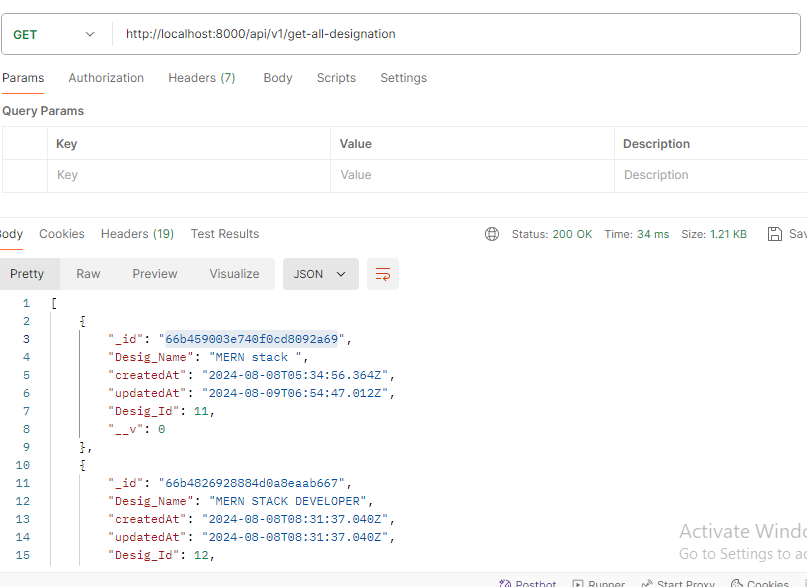 GET http://localhost:8000/api/v1/get-all-designation
Params Authorization Headers (7) Body Scripts Settings
Query Params
Key Value Description
Key Value Description
ody Cookies Headers (19) Test Results Status: 200 OK Time: 34 ms Size: 1.21 KB Sav
Pretty Raw Preview Visualize JSON
1 [
2 {
3 "_id": "66b459003e740f0cd8092a69",
4 "Desig_Name": "MERN stack ",
5 "createdAt": "2024-08-08T05:34:56.364Z",
6 "updatedAt": "2024-08-09T06:54:47.012Z",
7 "Desig_Id": 11,
8 "__v": 0
9 },
10 {
11 "_id": "66b4826928884d0a8eaab667",
12 "Desig_Name": "MERN STACK DEVELOPER",
13 "createdAt": "2024-08-08T08:31:37.040Z",
14 "updatedAt": "2024-08-08T08:31:37.040Z",
15 "Desig_Id": 12,
Activate Windo
Go to Settings to ac
Postbot Runner Start Proxy Cookies